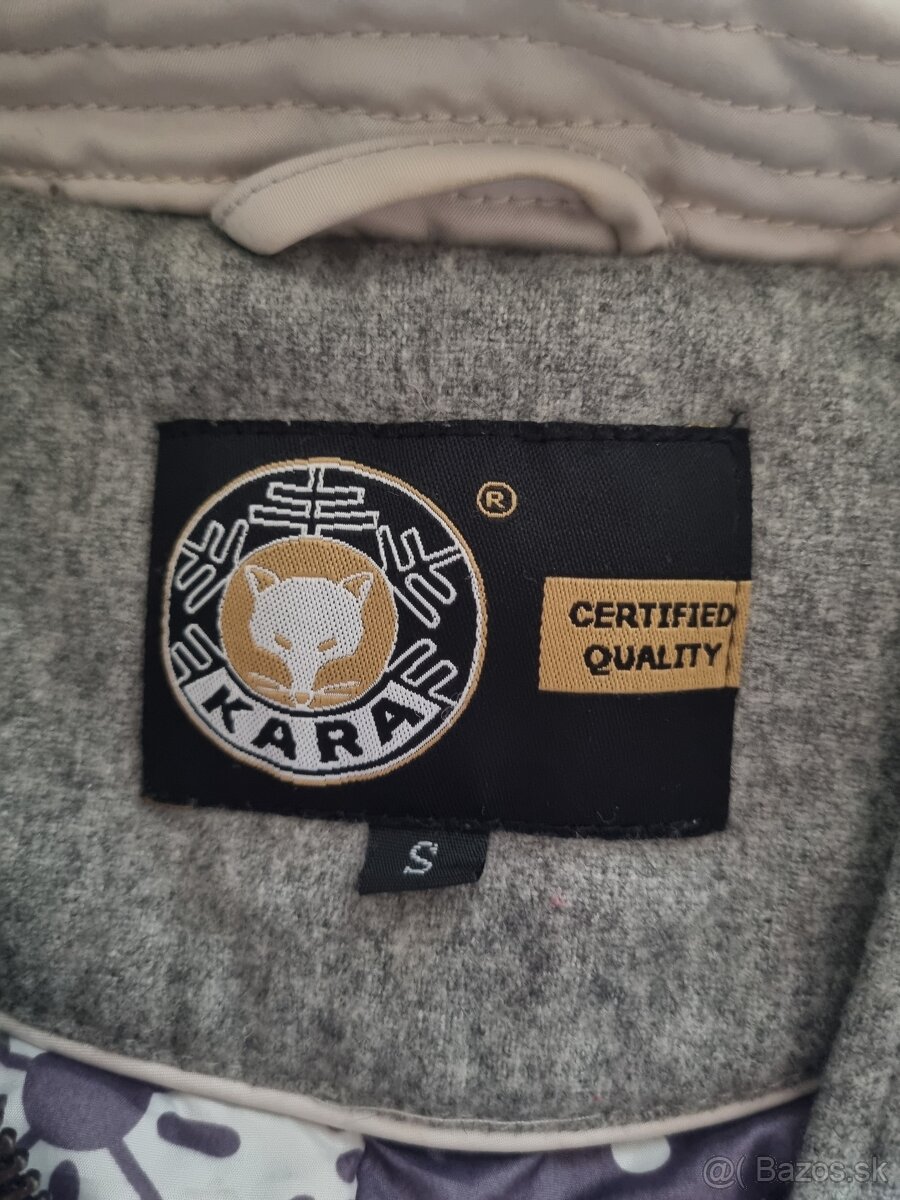 ®
CERTIFIED
QUALITY
KARA
S
@( Bazos.sk